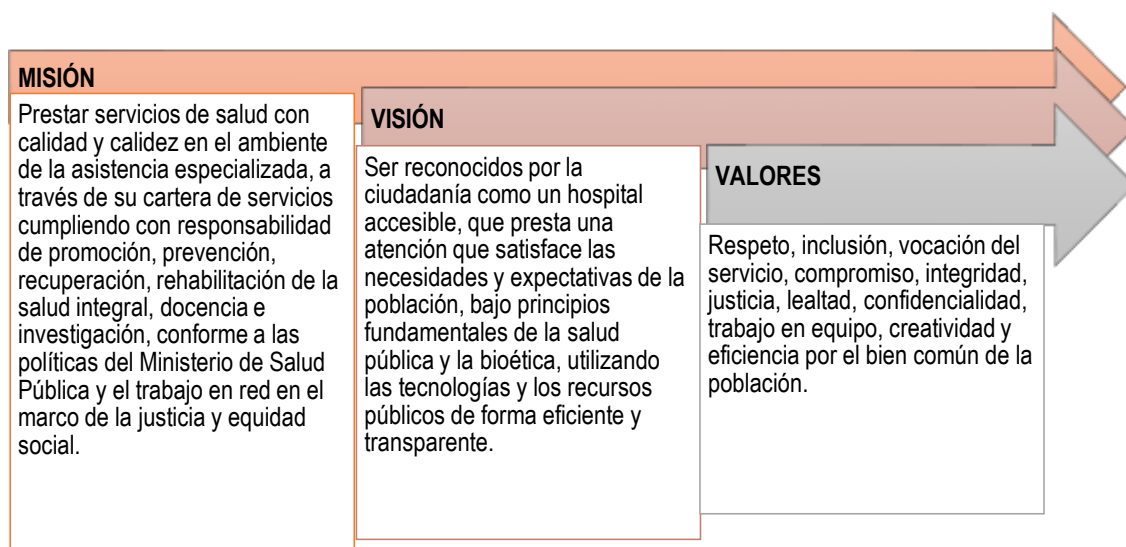 MISIÓN
Prestar servicios de salud con
calidad y calidez en el ambiente
de la asistencia especializada, a
través de su cartera de servicios
cumpliendo con responsabilidad
de promoción, prevención,
recuperación, rehabilitación de la
salud integral, docencia e
investigación, conforme a las
políticas del Ministerio de Salud
Pública y el trabajo en red en el
marco de la justicia y equidad
social.
VISIÓN
Ser reconocidos por la
ciudadanía como un hospital
accesible, que presta una
atención que satisface las
necesidades y expectativas de la
población, bajo principios
fundamentales de la salud
pública y la bioética, utilizando
las tecnologías y los recursos
públicos de forma eficiente y
transparente.
VALORES
Respeto, inclusión, vocación del
servicio, compromiso, integridad,
justicia, lealtad, confidencialidad,
trabajo en equipo, creatividad y
eficiencia por el bien común de la
población.